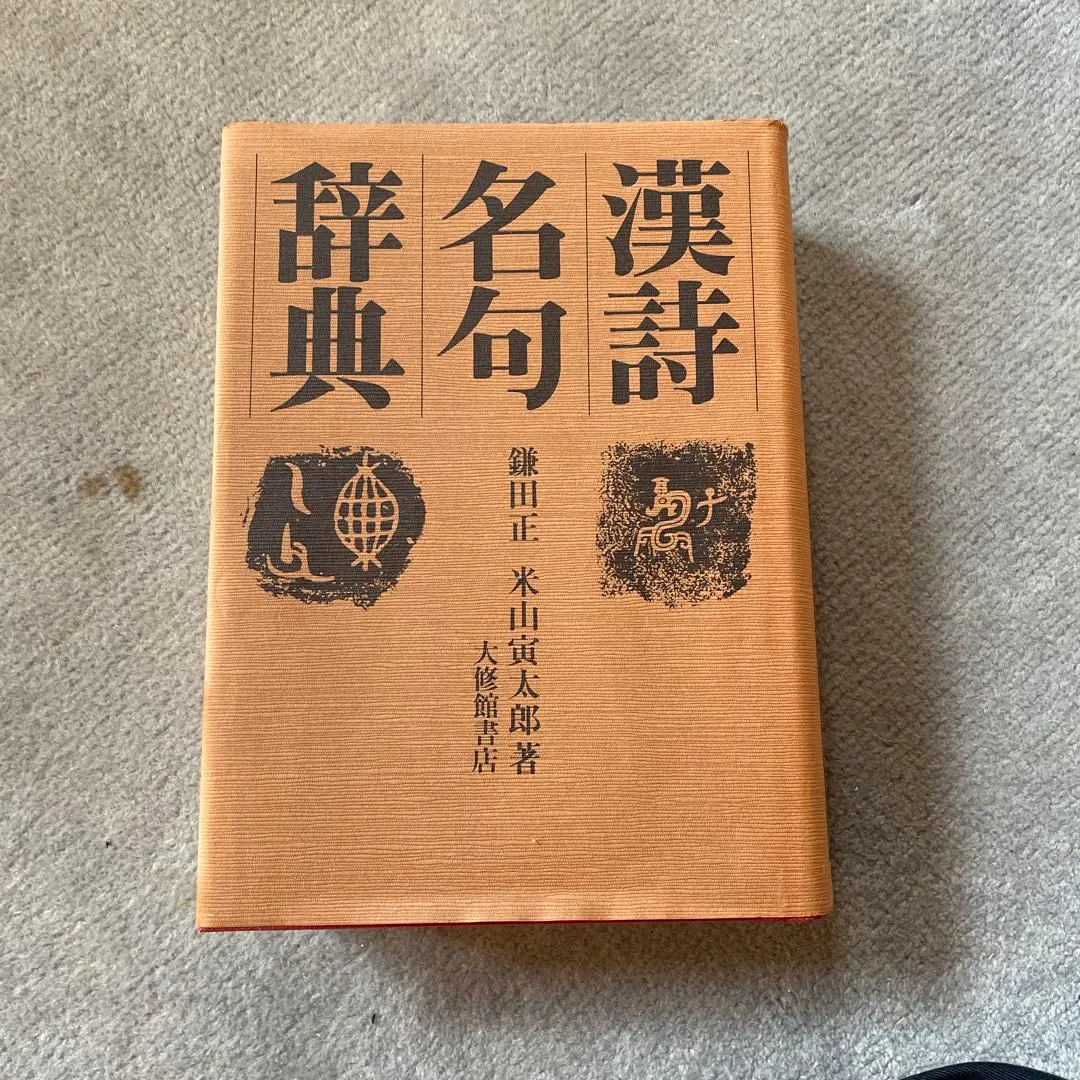 漢詩
名句
辞典
鎌田正 米山寅太郎著
大修館書店